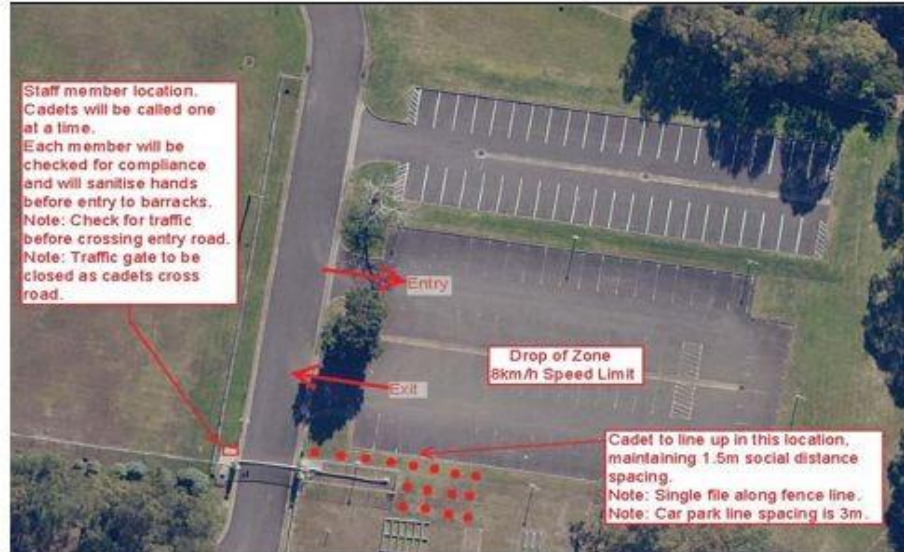 Staff member location.
Cadets will be called one
at a time.
Each member will be
checked for compliance
and will sanitise hands
before entry to barracks.
Note: Check for traffic
before crossing entry road.
Note: Traffic gate to be
closed as cadets cross
road.
Entry
Drop of Zone
8km/h Speed Limit
Exit
Cadet to line up in this location,
maintaining 1.5m social distance
spacing.
Note: Single file along fence line.
Note: Car park line spacing is 3m.